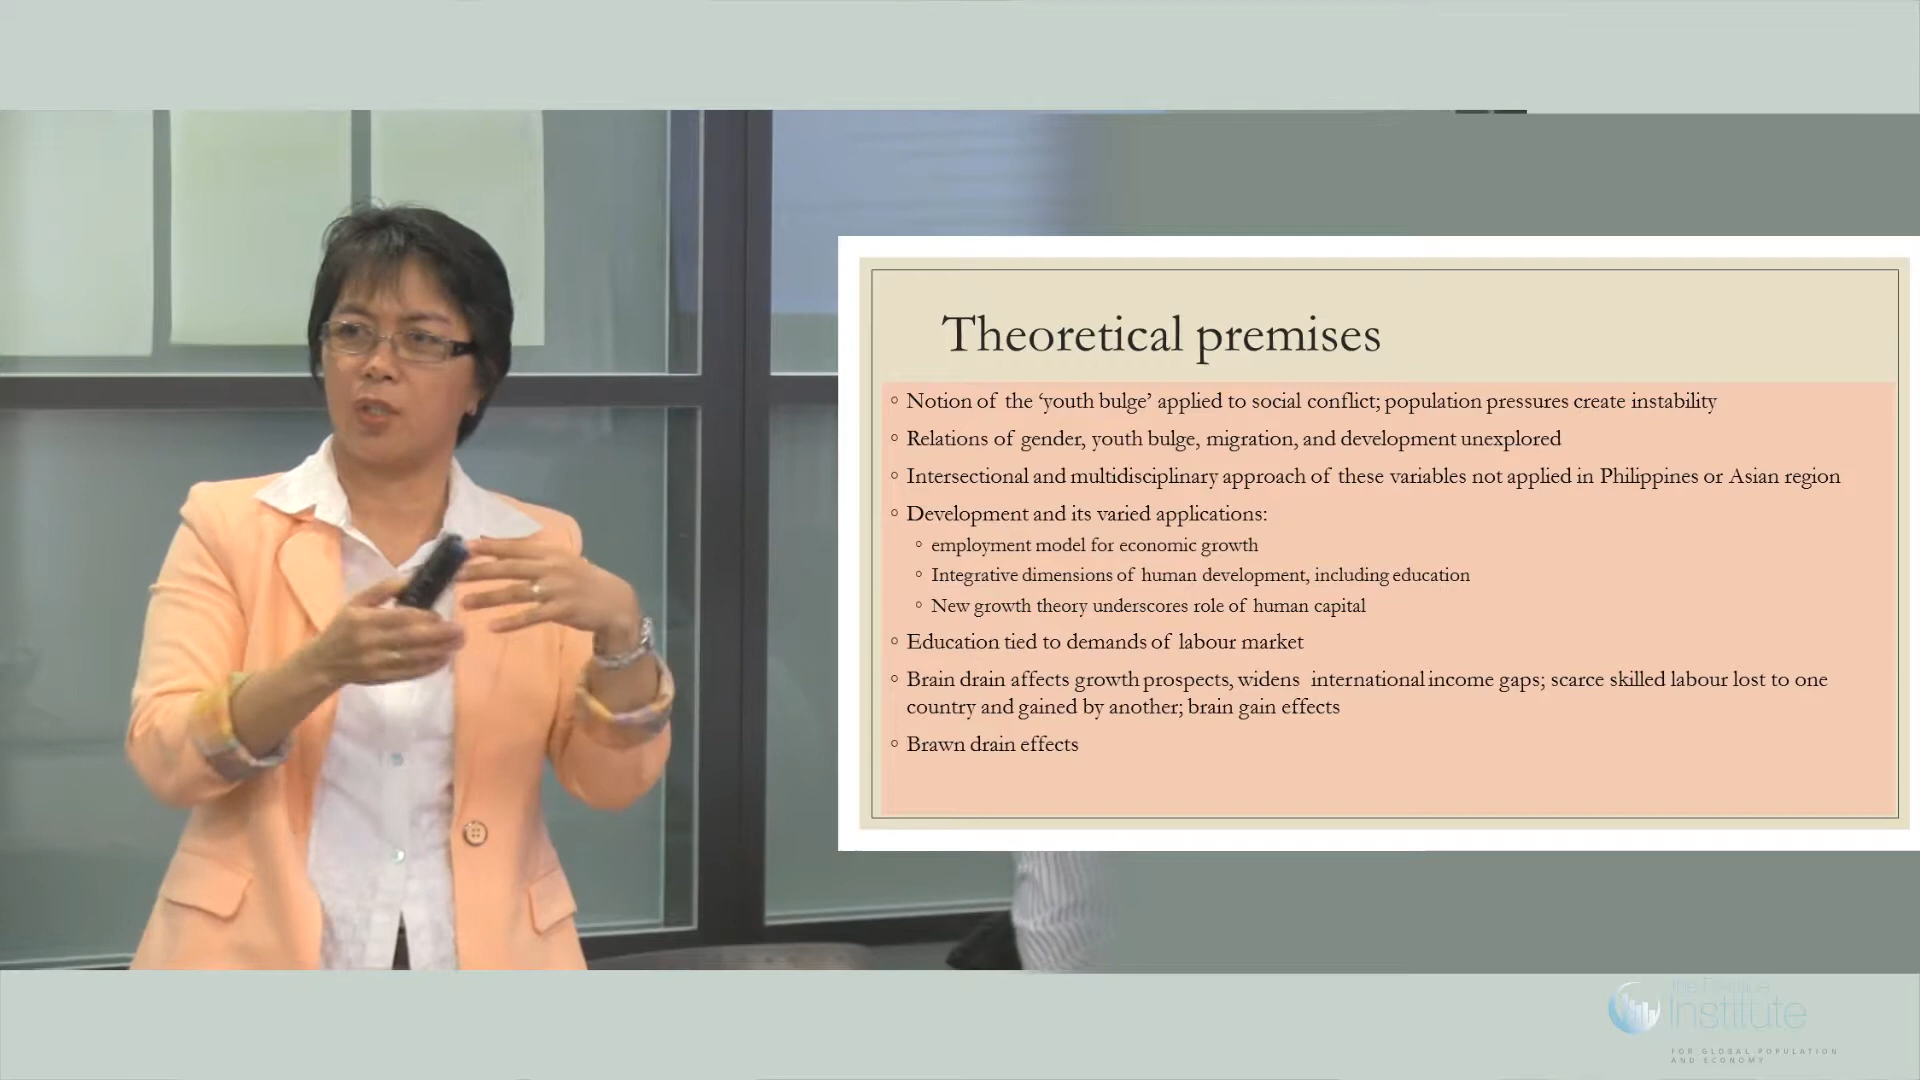 Theoretical premises
◦ Notion of the ‘youth bulge’ applied to social conflict; population pressures create instability
◦ Relations of gender, youth bulge, migration, and development unexplored
◦ Intersectional and multidisciplinary approach of these variables not applied in Philippines or Asian region
◦ Development and its varied applications:
◦ employment model for economic growth
◦ Integrative dimensions of human development, including education
◦ New growth theory underscores role of human capital
◦ Education tied to demands of labour market
◦ Brain drain affects growth prospects, widens international income gaps; scarce skilled labour lost to one
country and gained by another; brain gain effects
◦ Brawn drain effects
Institute
FOR GLOBAL POPULATION
AND ECONOMY